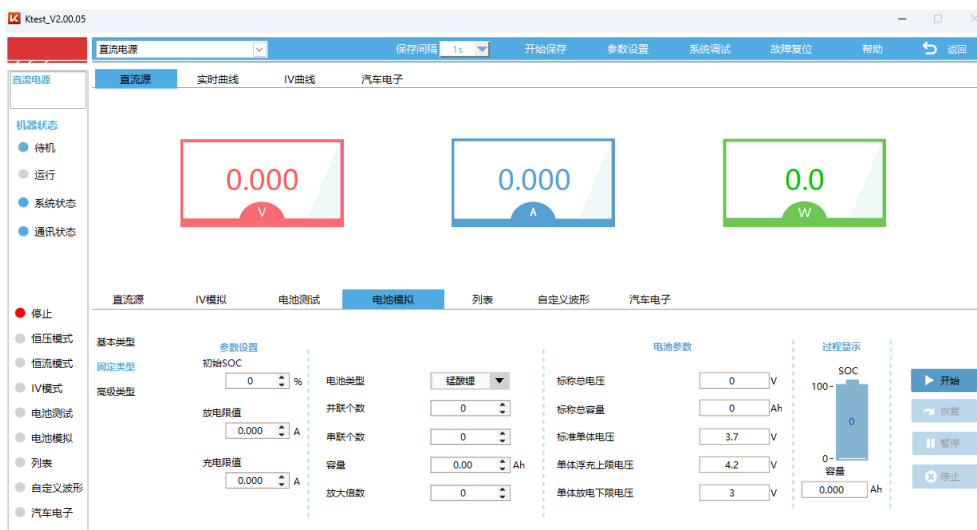 Ktest_V2.00.05
直流电源 保存间隔 1s 开始保存 参数设置 系统调试 故障复位 帮助 返回
直流电源
直流源 实时曲线 IV曲线 汽车电子
机器状态
待机
运行
系统状态
通讯状态
0.000
V
0.000
A
0.0
W
直流源 IV模拟 电池测试 电池模拟 列表 自定义波形 汽车电子
停止
恒压模式
恒流模式
IV模式
电池测试
电池模拟
列表
自定义波形
汽车电子
基本类型
固定类型
高级类型
参数设置
初始SOC
0 %
放电限值
0.000 A
充电限值
0.000 A
电池类型 锰酸锂
并联个数 0
串联个数 0
容量 0.00 Ah
放大倍数 0
电池参数
标称总电压 0 V
标称总容量 0 Ah
标准单体电压 3.7 V
单体浮充上限电压 4.2 V
单体放电下限电压 3 V
过程显示
SOC
100-
0
0-
容量
0.000 Ah
开始
恢复
暂停
停止